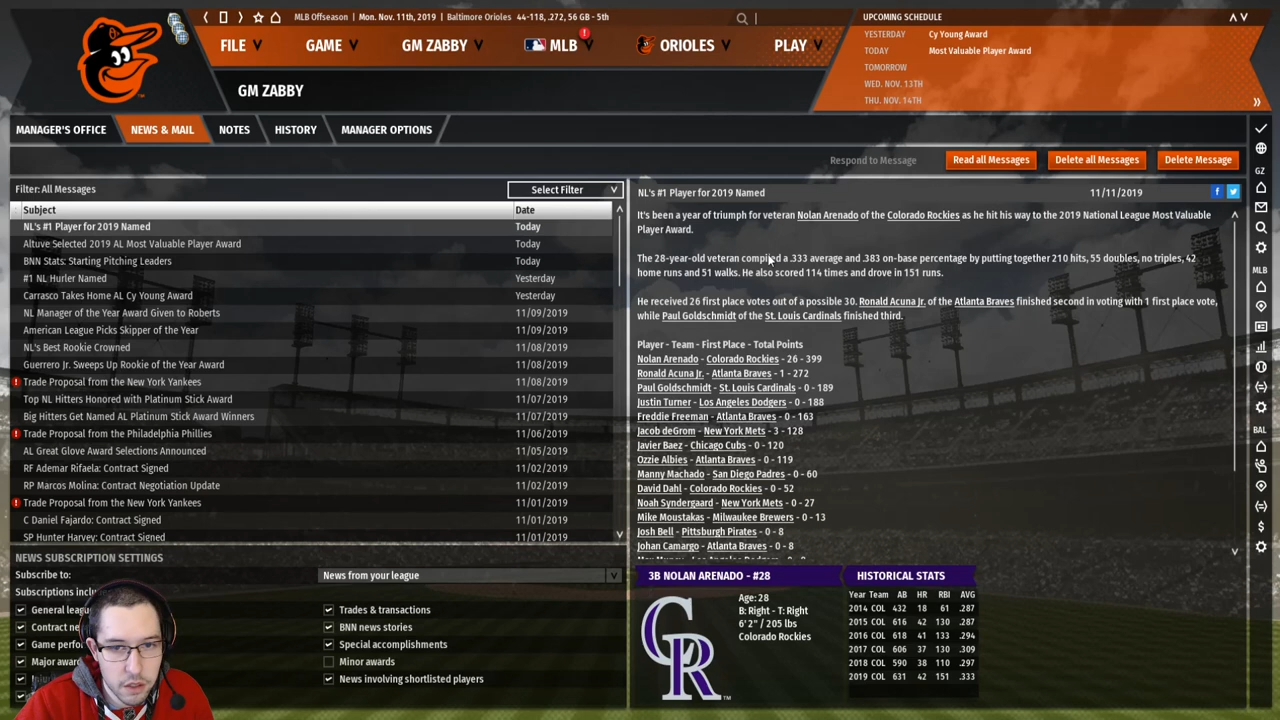 MLB Offseason | Mon. Nov. 11th, 2019 | Baltimore Orioles 44-118, .272, 56 GB - 5th
FILE GAME GM ZABBY MLB ORIOLES PLAY
GM ZABBY
UPCOMING SCHEDULE
YESTERDAY Cy Young Award
TODAY Most Valuable Player Award
TOMORROW
WED. NOV. 13TH
THU. NOV. 14TH
MANAGER'S OFFICE NEWS & MAIL NOTES HISTORY MANAGER OPTIONS
Respond to Message Read all Messages Delete all Messages Delete Message
Filter: All Messages Select Filter
Subject Date
NL's #1 Player for 2019 Named Today
Altuve Selected 2019 AL Most Valuable Player Award Today
BNN Stats: Starting Pitching Leaders Today
#1 NL Hurler Named Yesterday
Carrasco Takes Home AL Cy Young Award Yesterday
NL Manager of the Year Award Given to Roberts 11/09/2019
American League Picks Skipper of the Year 11/09/2019
NL's Best Rookie Crowned 11/08/2019
Guerrero Jr. Sweeps Up Rookie of the Year Award 11/08/2019
Trade Proposal from the New York Yankees 11/08/2019
Top NL Hitters Honored with Platinum Stick Award 11/07/2019
Big Hitters Get Named AL Platinum Stick Award Winners 11/07/2019
Trade Proposal from the Philadelphia Phillies 11/06/2019
AL Great Glove Award Selections Announced 11/05/2019
RF Ademar Rifaela: Contract Signed 11/02/2019
RP Marcos Molina: Contract Negotiation Update 11/02/2019
Trade Proposal from the New York Yankees 11/01/2019
C Daniel Fajardo: Contract Signed 11/01/2019
SP Hunter Harvey: Contract Signed 11/01/2019
NEWS SUBSCRIPTION SETTINGS
Subscribe to: News from your league
Subscriptions inclu
General leag Trades & transactions
Contract ne BNN news stories
Game perfo Special accomplishments
Major awar Minor awards
News involving shortlisted players
NL's #1 Player for 2019 Named 11/11/2019
It's been a year of triumph for veteran Nolan Arenado of the Colorado Rockies as he hit his way to the 2019 National League Most Valuable
Player Award.
The 28-year-old veteran compiled a .333 average and .383 on-base percentage by putting together 210 hits, 55 doubles, no triples, 42
home runs and 51 walks. He also scored 114 times and drove in 151 runs.
He received 26 first place votes out of a possible 30. Ronald Acuna Jr. of the Atlanta Braves finished second in voting with 1 first place vote,
while Paul Goldschmidt of the St. Louis Cardinals finished third.
Player - Team - First Place - Total Points
Nolan Arenado - Colorado Rockies - 26 - 399
Ronald Acuna Jr. - Atlanta Braves - 1 - 272
Paul Goldschmidt - St. Louis Cardinals - 0 - 189
Justin Turner - Los Angeles Dodgers - 0 - 188
Freddie Freeman - Atlanta Braves - 0 - 163
Jacob deGrom - New York Mets - 3 - 128
Javier Baez - Chicago Cubs - 0 - 120
Ozzie Albies - Atlanta Braves - 0 - 119
Manny Machado - San Diego Padres - 0 - 60
David Dahl - Colorado Rockies - 0 - 52
Noah Syndergaard - New York Mets - 0 - 27
Mike Moustakas - Milwaukee Brewers - 0 - 13
Josh Bell - Pittsburgh Pirates - 0 - 8
Johan Camargo - Atlanta Braves - 0 - 8
3B NOLAN ARENADO - #28
Age: 28
B: Right - T: Right
6'2" / 205 lbs
Colorado Rockies
CR
TM
HISTORICAL STATS
Year Team AB HR RBI AVG
2014 COL 432 18 61 .287
2015 COL 616 42 130 .287
2016 COL 618 41 133 .294
2017 COL 606 37 130 .309
2018 COL 590 38 110 .297
2019 COL 631 42 151 .333
GZ
MLB
BAL